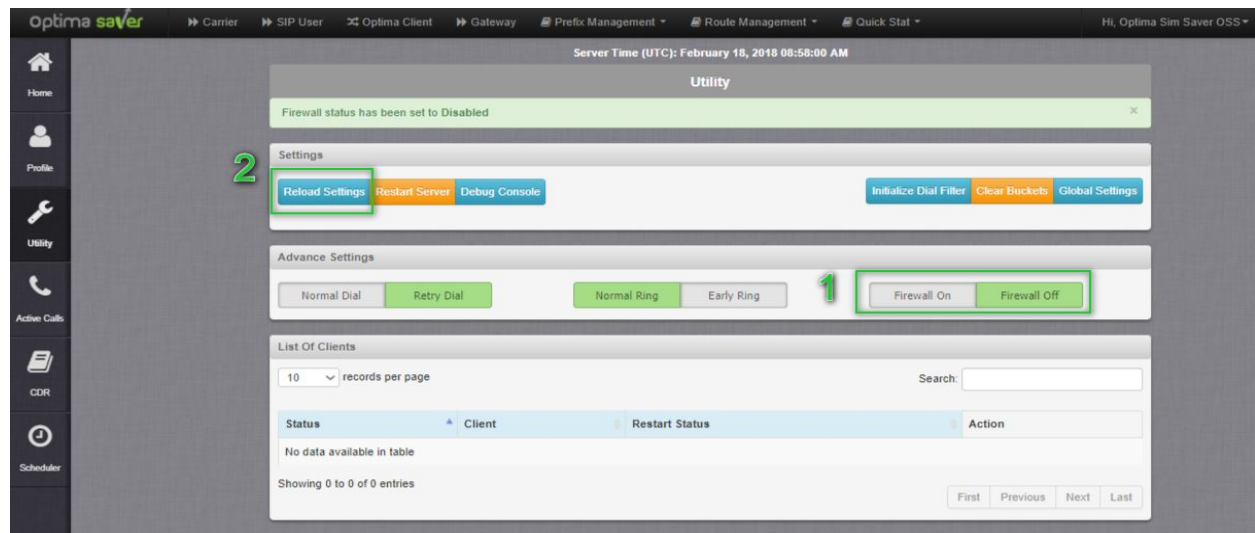 optima saver Carrier SIP User Optima Client Gateway Prefix Management Route Management Quick Stat Hi, Optima Sim Saver OSS
Server Time (UTC): February 18, 2018 08:58:00 AM
Home
Utility
Firewall status has been set to Disabled ×
Profile
2
Settings
Reload Settings Restart Server Debug Console Initialize Dial Filter Clear Buckets Global Settings
Utility
Advance Settings
Normal Dial Retry Dial Normal Ring Early Ring 1 Firewall On Firewall Off
Active Calls
List Of Clients
10 records per page Search:
CDR
Status Client Restart Status Action
No data available in table
Scheduler
Showing 0 to 0 of 0 entries
First Previous Next Last